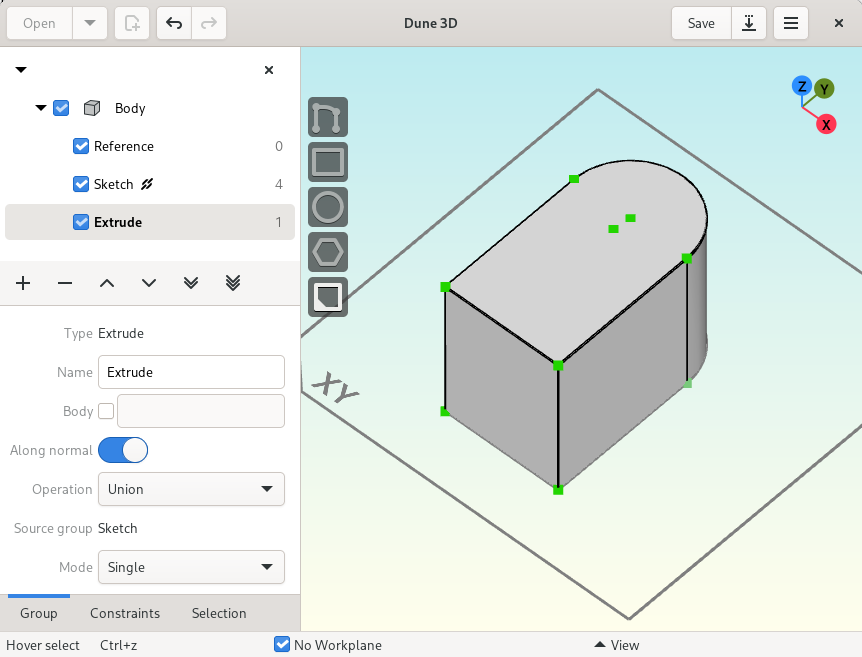 Open
Dune 3D
Save
Body
Reference 0
Sketch 4
Extrude 1
Type Extrude
Name Extrude
Body
Along normal
Operation Union
Source group Sketch
Mode Single
Group Constraints Selection
Z Y
X
XY
Hover select Ctrl+z No Workplane View